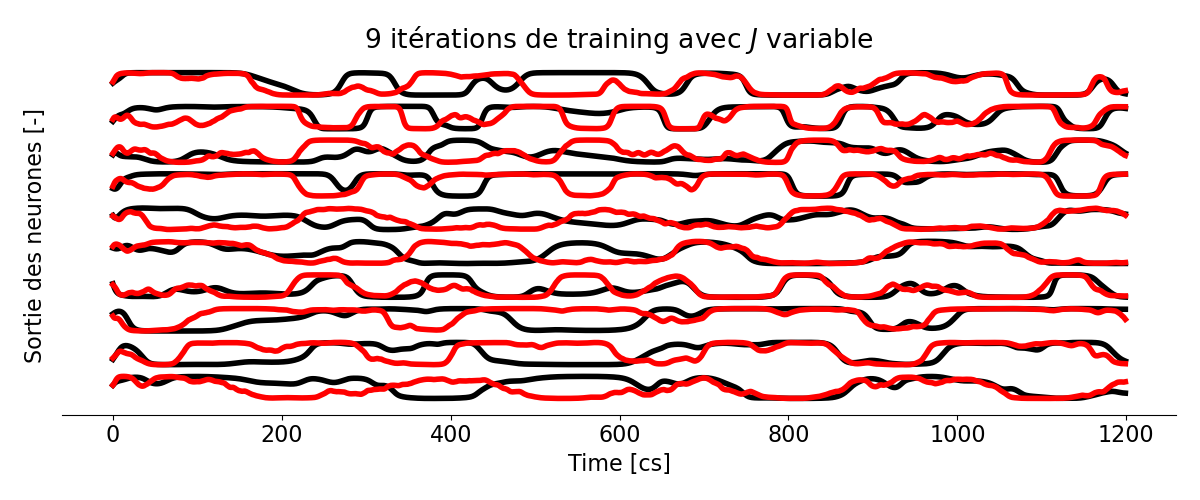 9 itérations de training avec J variable
Sortie des neurones [-]
0 200 400 600 800 1000 1200
Time [cs]